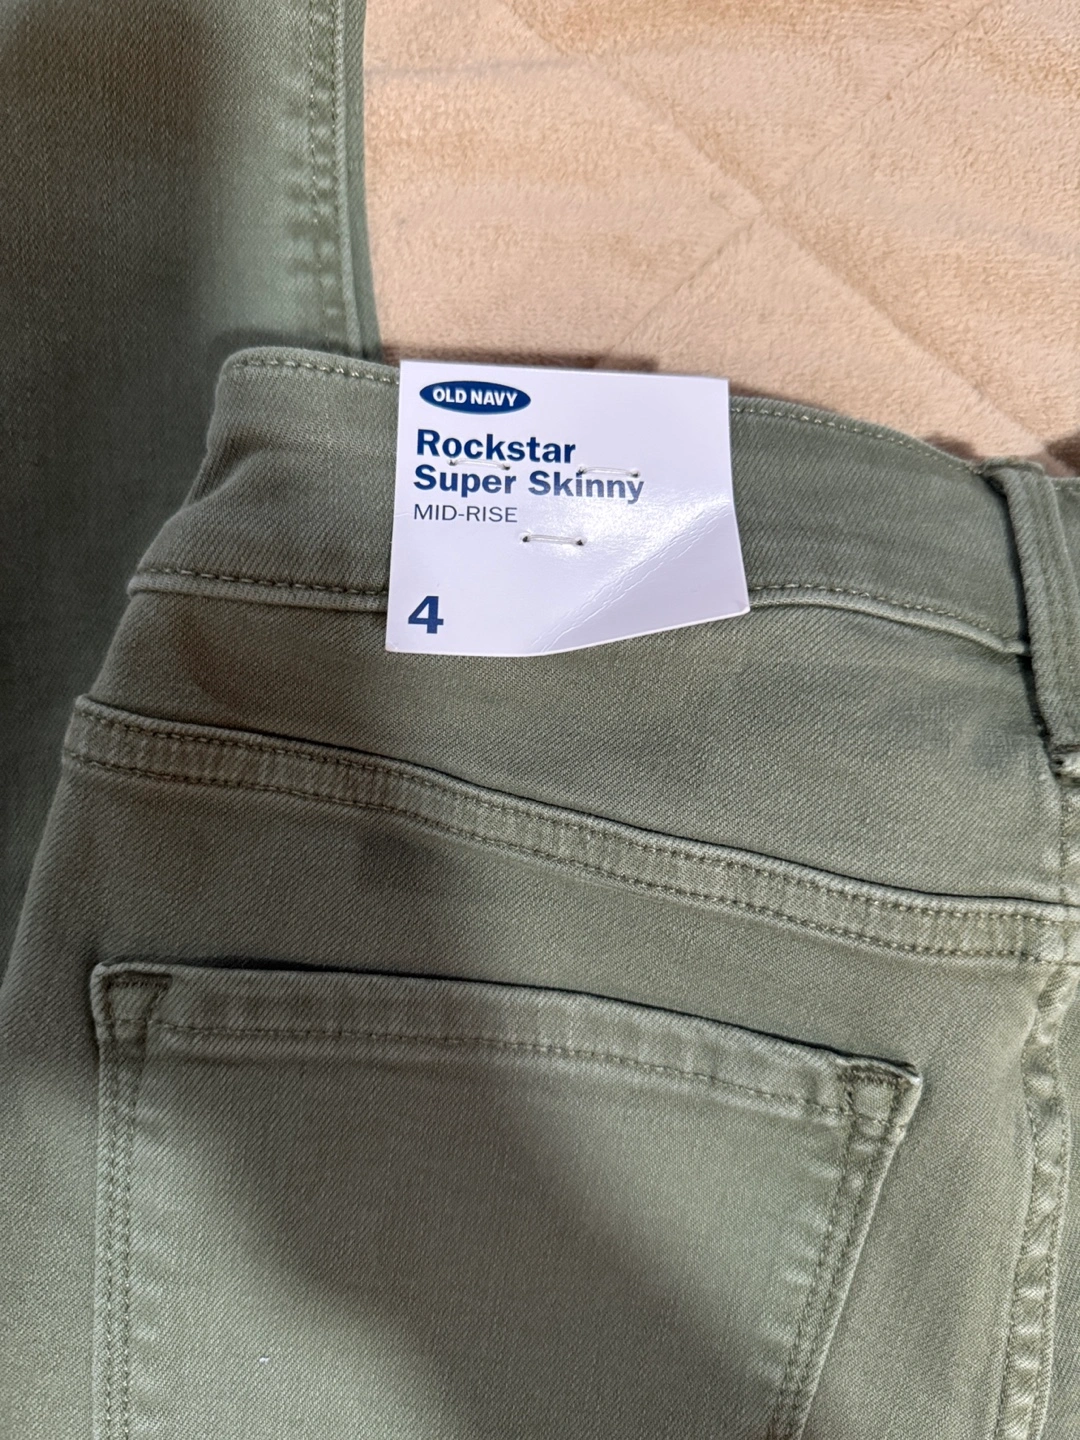 OLD NAVY
Rockstar
Super Skinny
MID-RISE
4